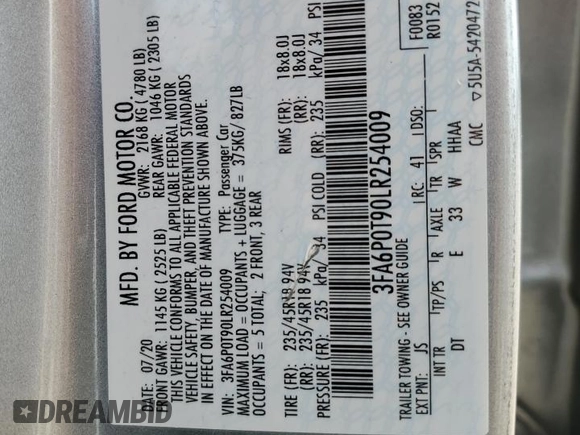 MFD. BY FORD MOTOR CO.
07/20
GVWR: 2168 KG ( 4780 LB)
FRONT GAWR: 1145 KG ( 2525 LB)
REAR GAWR: 1046 KG ( 2305 LB)
THIS VEHICLE CONFORMS TO ALL APPLICABLE FEDERAL MOTOR
VEHICLE SAFETY, BUMPER, AND THEFT PREVENTION STANDARDS
IN EFFECT ON THE DATE OF MANUFACTURE SHOWN ABOVE.
VIN: 3FA6P0T90LR254009 TYPE: Passenger Car
MAXIMUM LOAD = OCCUPANTS + LUGGAGE = 375KG/ 827LB
OCCUPANTS = 5 TOTAL; 2 FRONT, 3 REAR
TIRE (FR): 235/45R18 94V RIMS (FR): 18x8.0J
(RR): 235/45R18 94V (RR): 18x8.0J
PRESSURE (FR): 235 kPa/ 34 PSI COLD (RR): 235 kPa/ 34 PSI
3FA6P0T90LR254009
TRAILER TOWING - SEE OWNER GUIDE
F0083
R0152
EXT PNT: JS RC: 41 DSO:
INT TR TP/PS R AXLE TR SPR
DT E 33 W HHAA
CMC ▽5U5A-5420472
DREAMBID